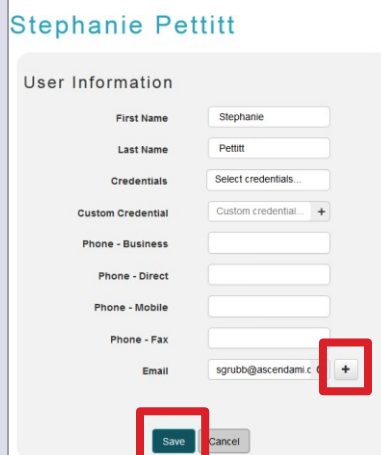 Stephanie Pettitt
User Information
First Name Stephanie
Last Name Pettitt
Credentials Select credentials...
Custom Credential Custom credential... +
Phone - Business
Phone - Direct
Phone - Mobile
Phone - Fax
Email sgrubb@ascendami.c +
Save Cancel